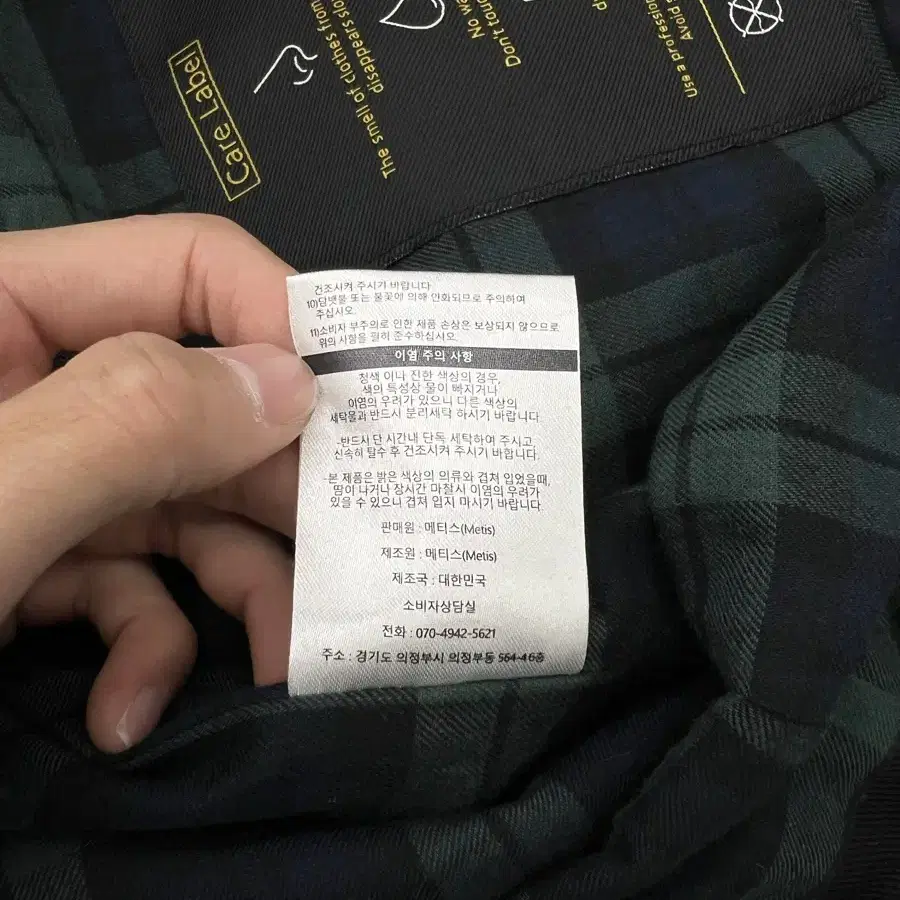 Care Label
The smell of clothes from
disappears slo
No wa
Don't touc
Use a professiona
Avoid s
건조시켜 주시기 바랍니다
10)담뱃불 또는 불꽃에 의해 인화되므로 주의하여
주십시오.
11)소비자 부주의로 인한 제품 손상은 보상되지 않으므로
위의 사항을 필히 준수하십시오.
이염 주의 사항
청색 이나 진한 색상의 경우,
색의 특성상 물이 빠지거나
이염의 우려가 있으니 다른 색상의
세탁물과 반드시 분리세탁 하시기 바랍니다.
-반드시 단 시간내 단독 세탁하여 주시고
신속히 탈수 후 건조시켜 주시기 바랍니다.
-본 제품은 밝은 색상의 의류와 겹쳐 입었을때,
땀이 나거나 장시간 마찰시 이염의 우려가
있을 수 있으니 겹쳐 입지 마시기 바랍니다.
판매원 : 메티스(Metis)
제조원 : 메티스(Metis)
제조국 : 대한민국
소비자상담실
전화 : 070-4942-5621
주소 : 경기도 의정부시 의정부동 564-4 6층